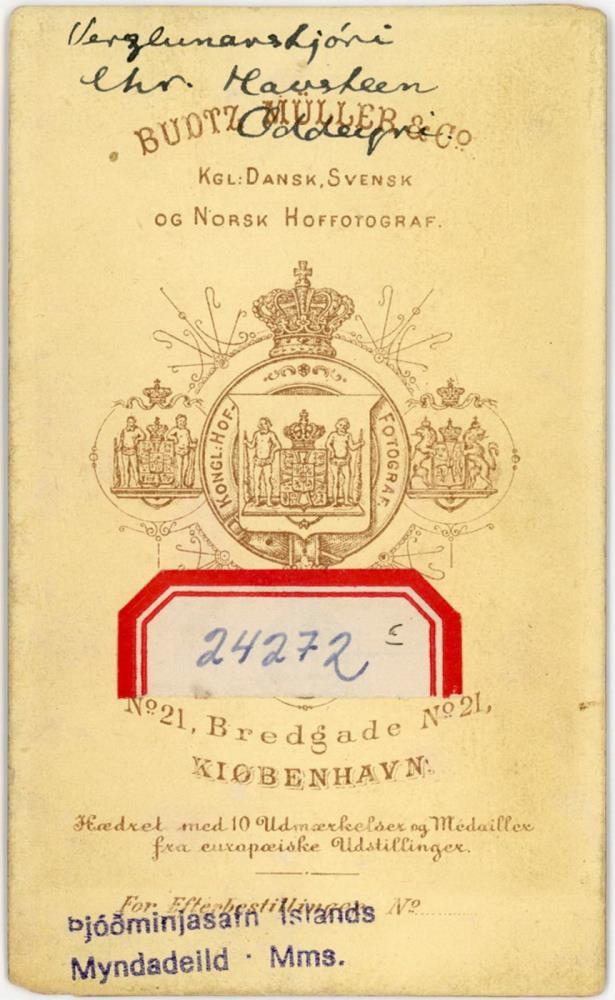 Verzlunarstjóri
Chr. Havsteen
Oddeyri.
BUDTZ MÜLLER & Co
KGL: DANSK, SVENSK
OG NORSK HOFFOTOGRAF.
KONGL. HOF-FOTOGRAF
24272 c
No 21, Bredgade No 21,
KIØBENHAVN.
Hædret med 10 Udmærkelser og Medailler
fra europæiske Udstillinger.
For Efterbestillinger No
Þjóðminjasafn Íslands
Myndadeild · Mms.